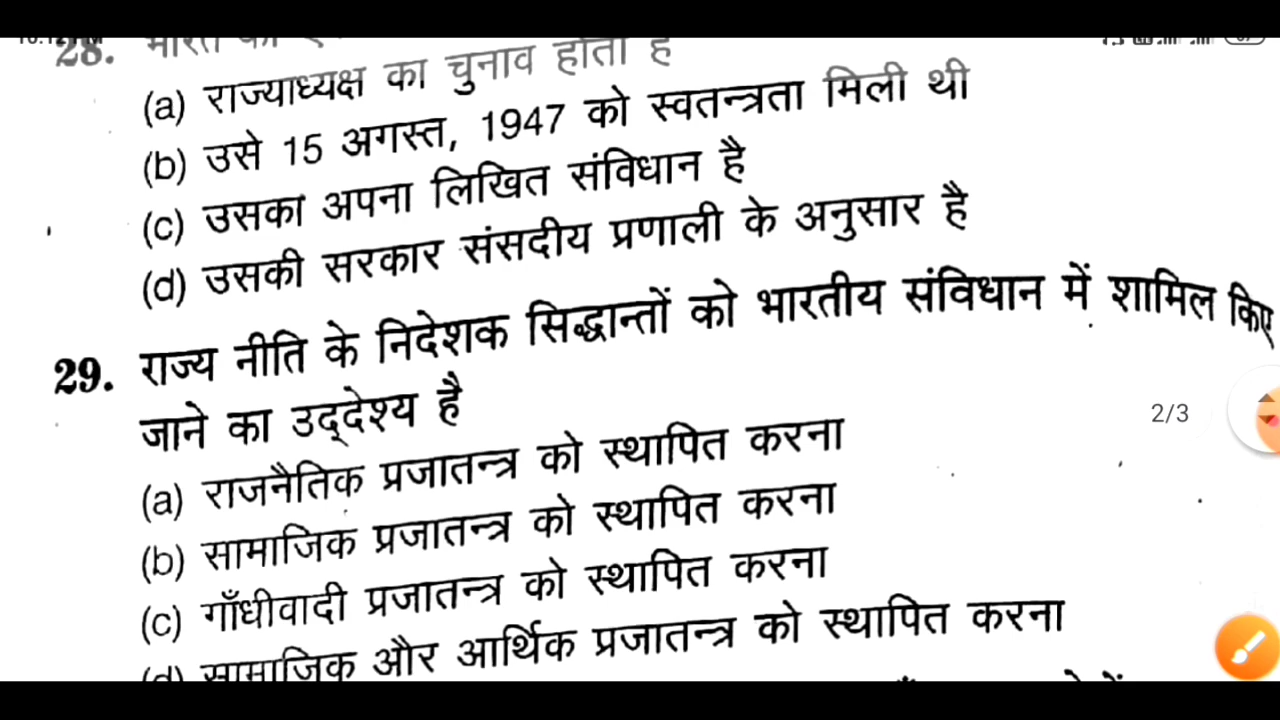 28. भारत
(a) राज्याध्यक्ष का चुनाव होता है
(b) उसे 15 अगस्त, 1947 को स्वतन्त्रता मिली थी
(c) उसका अपना लिखित संविधान है
(d) उसकी सरकार संसदीय प्रणाली के अनुसार है
29. राज्य नीति के निदेशक सिद्धान्तों को भारतीय संविधान में शामिल किए
जाने का उद्देश्य है
2/3
(a) राजनैतिक प्रजातन्त्र को स्थापित करना
(b) सामाजिक प्रजातन्त्र को स्थापित करना
(c) गाँधीवादी प्रजातन्त्र को स्थापित करना
(d) सामाजिक और आर्थिक प्रजातन्त्र को स्थापित करना